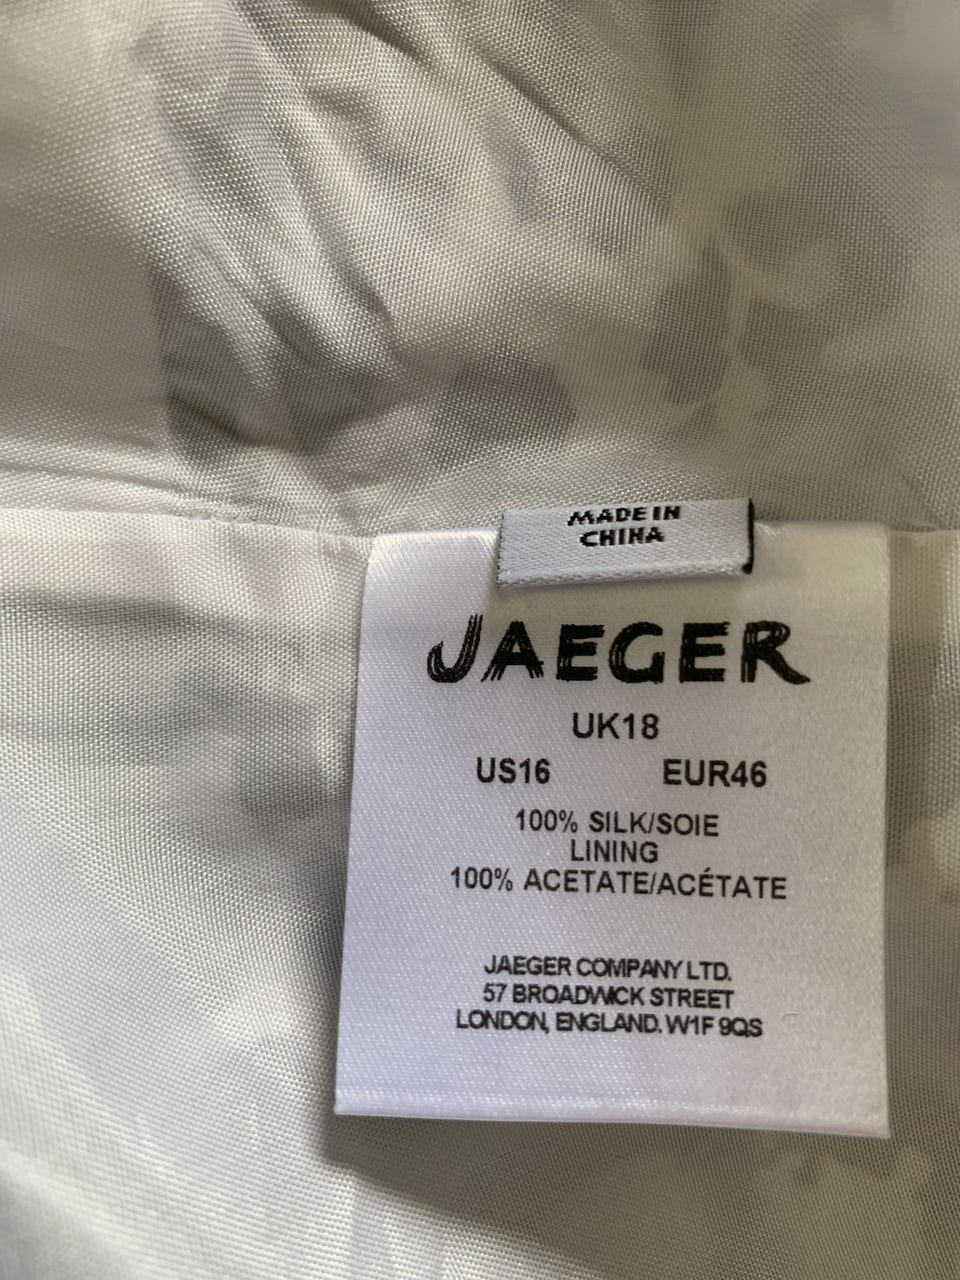 MADE IN
CHINA
JAEGER
UK18
US16 EUR46
100% SILK/SOIE
LINING
100% ACETATE/ACÉTATE
JAEGER COMPANY LTD.
57 BROADWICK STREET
LONDON, ENGLAND. W1F 9QS